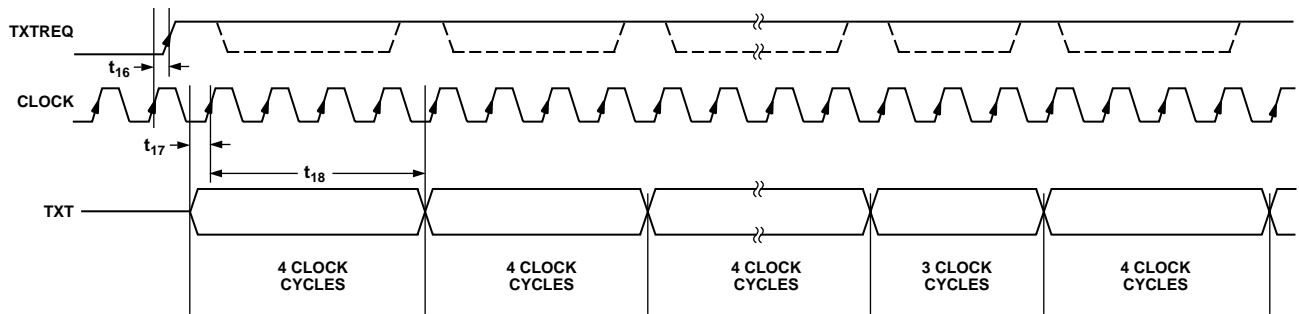 TXTREQ
t16
CLOCK
t17
t18
TXT
4 CLOCK
CYCLES
4 CLOCK
CYCLES
4 CLOCK
CYCLES
3 CLOCK
CYCLES
4 CLOCK
CYCLES